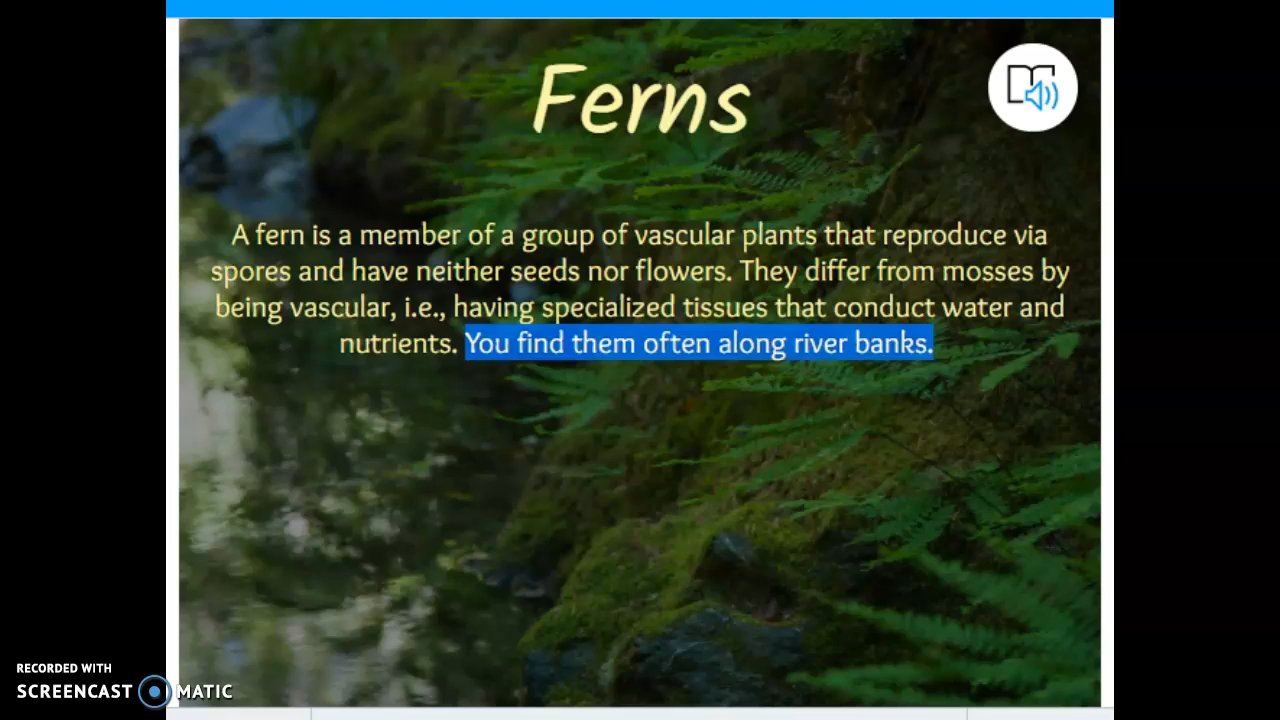 Ferns
A fern is a member of a group of vascular plants that reproduce via
spores and have neither seeds nor flowers. They differ from mosses by
being vascular, i.e., having specialized tissues that conduct water and
nutrients. You find them often along river banks.
RECORDED WITH
SCREENCAST MATIC